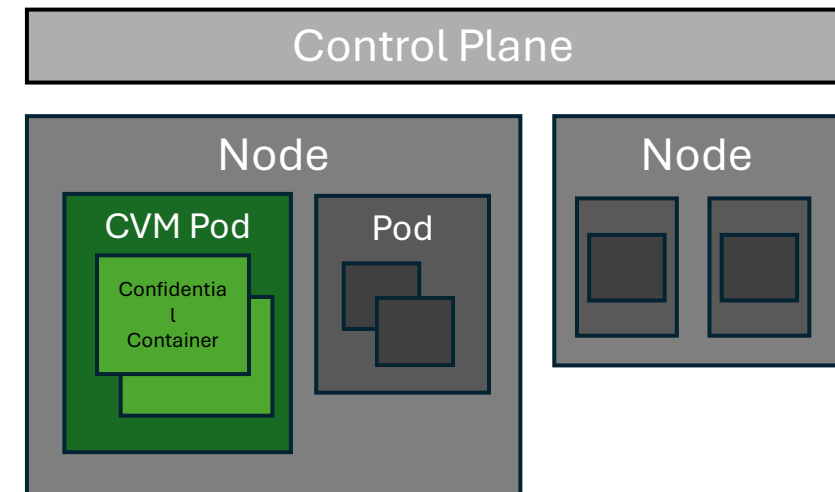 Control Plane
Node
Node
CVM Pod
Pod
Confidentia
l
Container